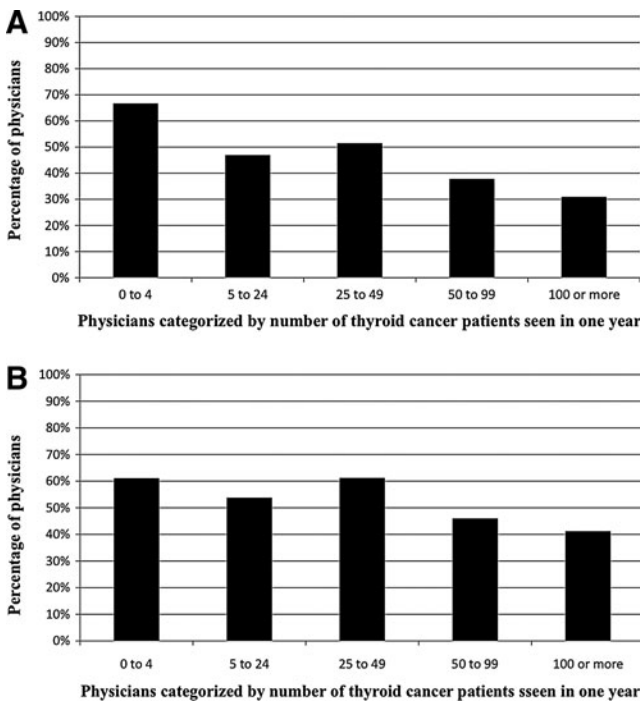 A
Percentage of physicians
100%
90%
80%
70%
60%
50%
40%
30%
20%
10%
0%
0 to 4
5 to 24
25 to 49
50 to 99
100 or more
Physicians categorized by number of thyroid cancer patients seen in one year
B
Percentage of physicians
100%
90%
80%
70%
60%
50%
40%
30%
20%
10%
0%
0 to 4
5 to 24
25 to 49
50 to 99
100 or more
Physicians categorized by number of thyroid cancer patients sseen in one year